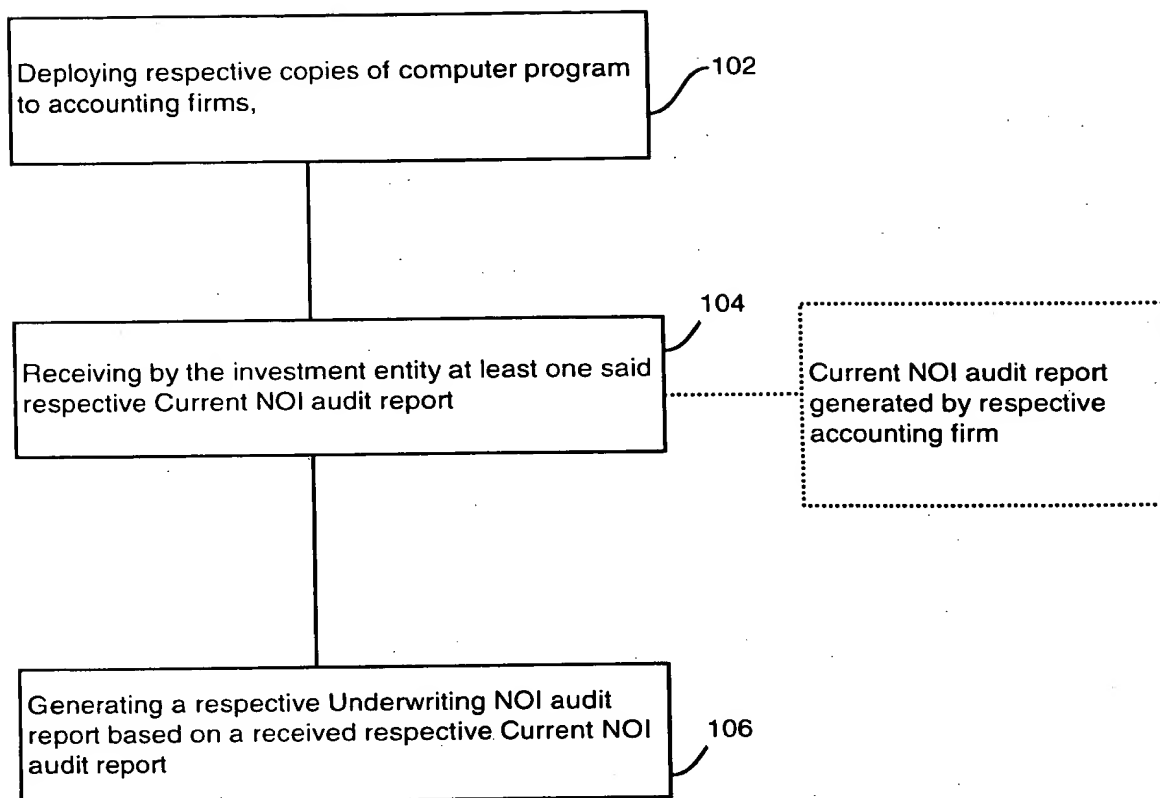 Deploying respective copies of computer program
to accounting firms,
102
104
Receiving by the investment entity at least one said
respective Current NOI audit report
Current NOI audit report
generated by respective
accounting firm
Generating a respective Underwriting NOI audit
report based on a received respective Current NOI
audit report
106